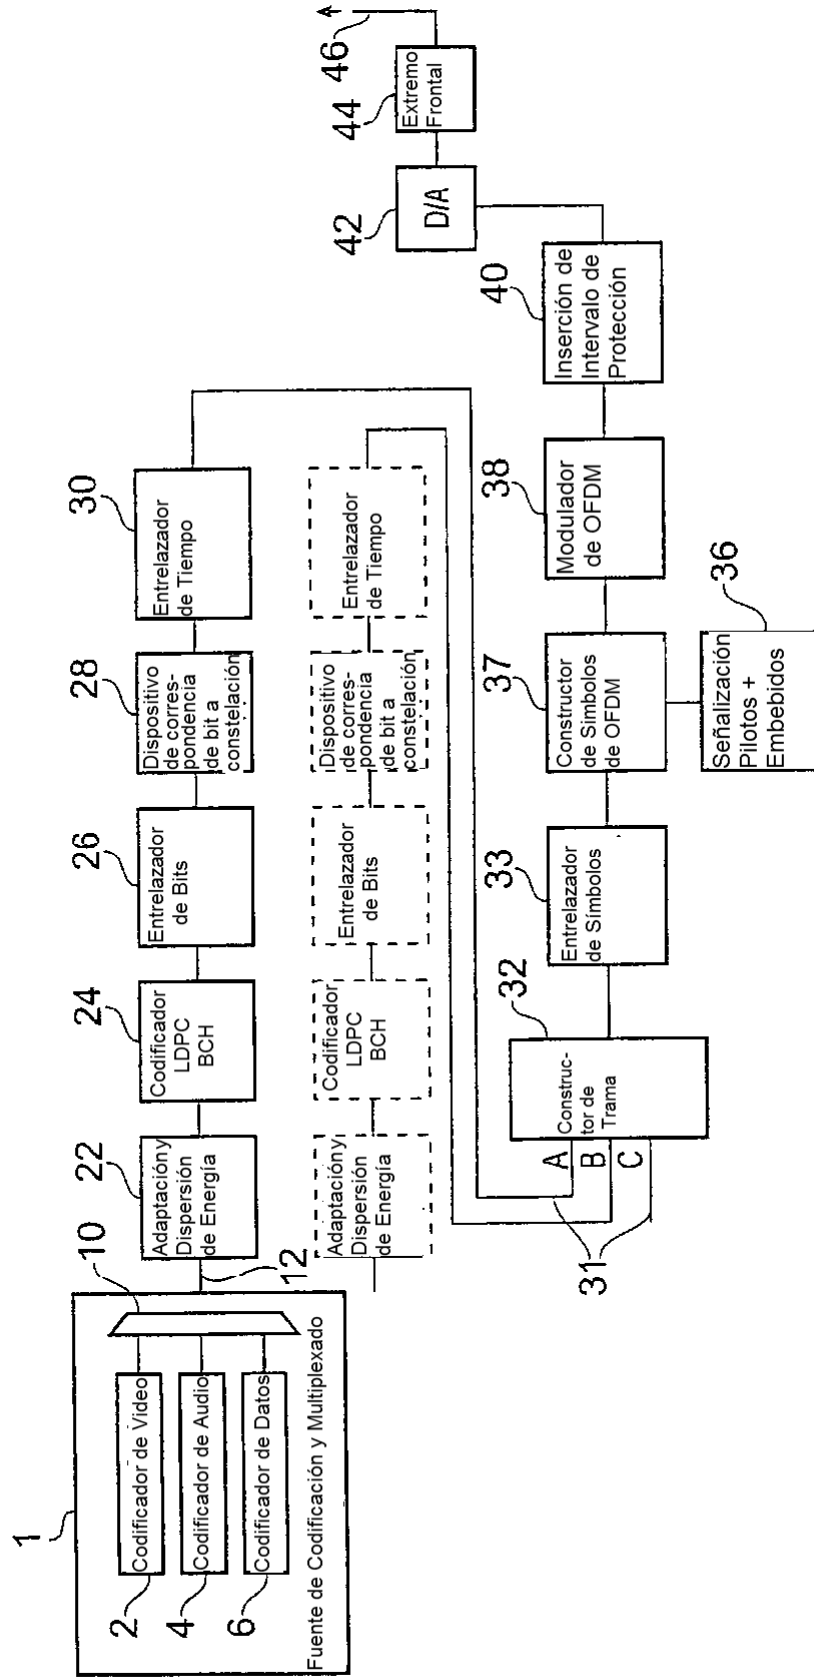 1
2
4
6
10
12
Codificador de Video
Codificador de Audio
Codificador de Datos
Fuente de Codificación y Multiplexado
22
Adaptación y
Dispersión
de Energía
24
Codificador
LDPC
BCH
26
Entrelazador
de Bits
28
Dispositivo
de corres-
pondencia
de bit a
constelación
30
Entrelazador
de Tiempo
Adaptación y
Dispersión
de Energía
Codificador
LDPC
BCH
Entrelazador
de Bits
Dispositivo
de corres-
pondencia
de bit a
constelación
Entrelazador
de Tiempo
31
A
B
C
32
Construc-
tor de
Trama
33
Entrelazador
de Símbolos
37
Constructor
de Simbolos
de OFDM
36
Señalización
Pilotos +
Embebidos
38
Modulador
de OFDM
40
Inserción de
Intervalo de
Protección
42
D/A
44
Extremo
Frontal
46